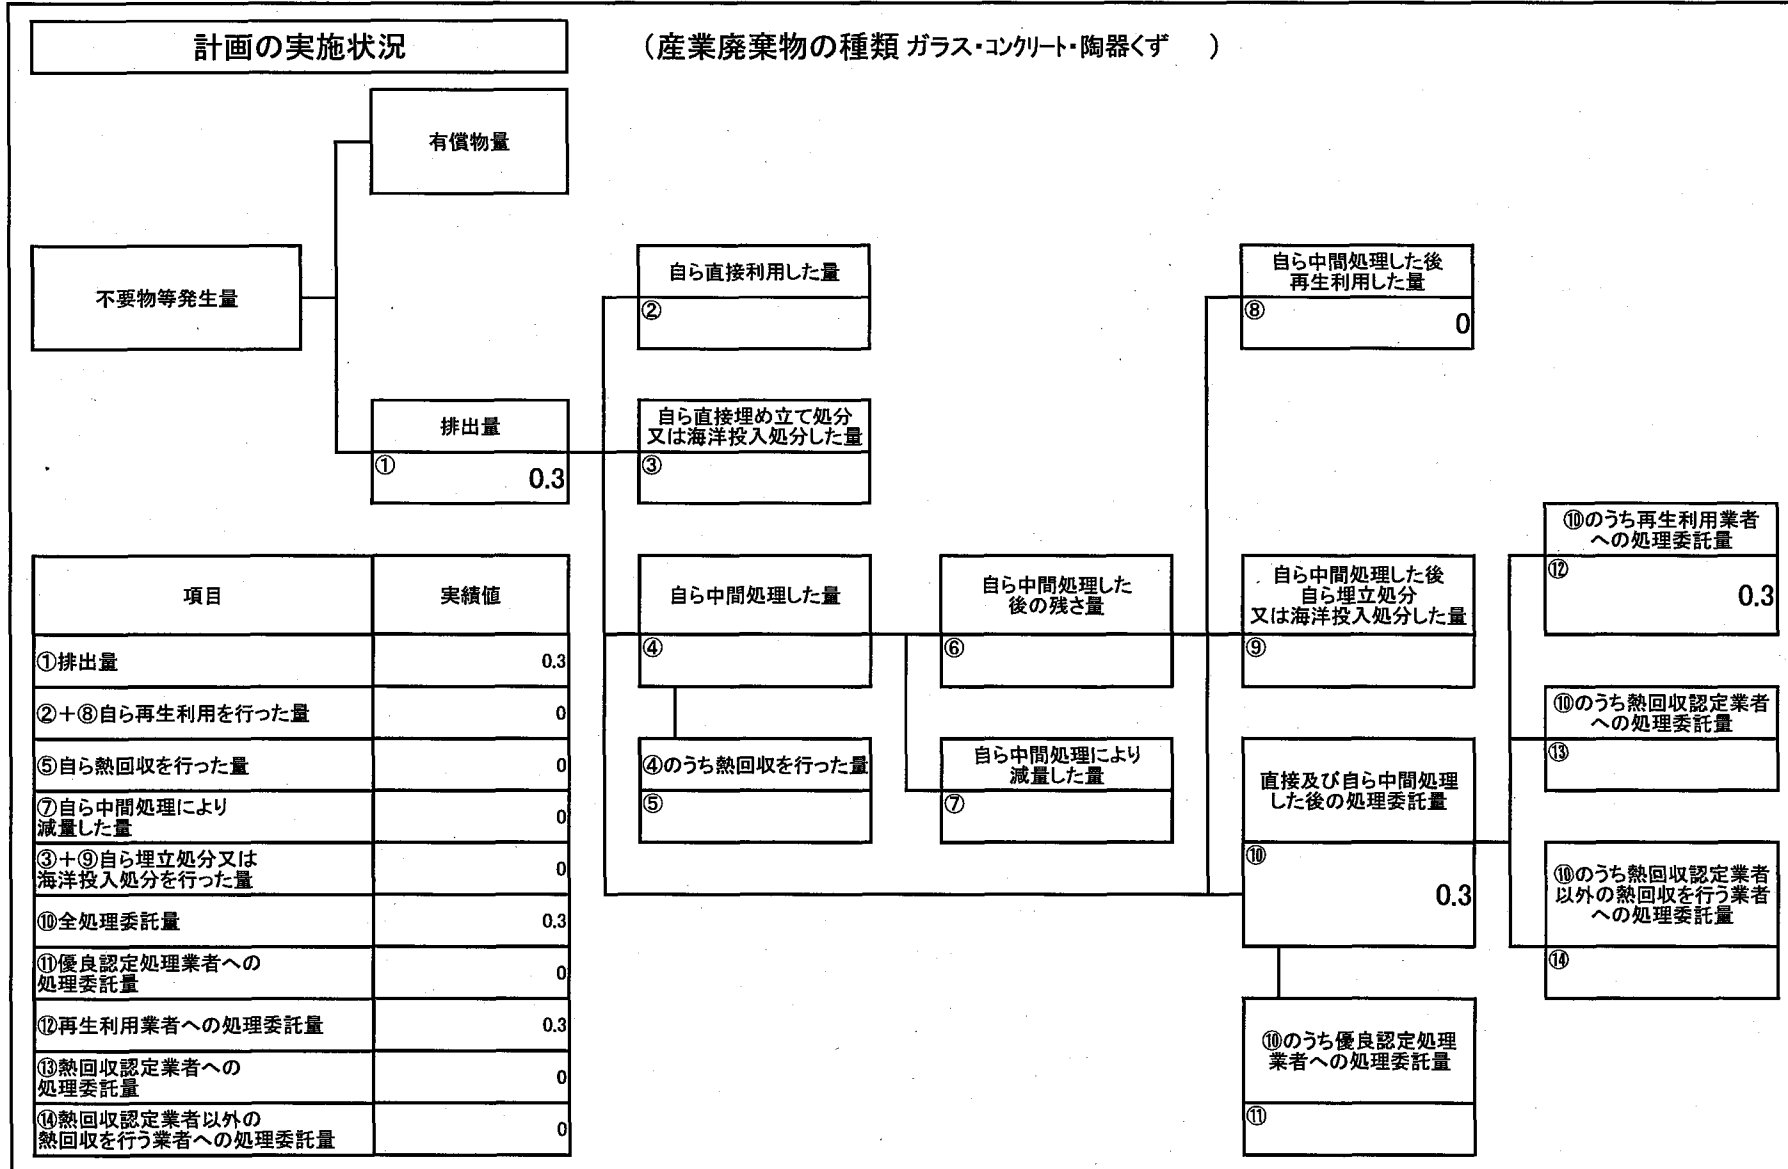 計画の実施状況
（産業廃棄物の種類 ガラス・コンクリート・陶器くず ）
有償物量
不要物等発生量
排出量
①
0.3
自ら直接利用した量
②
自ら直接埋め立て処分
又は海洋投入処分した量
③
自ら中間処理した量
④
④のうち熱回収を行った量
⑤
自ら中間処理した
後の残さ量
⑥
自ら中間処理により
減量した量
⑦
自ら中間処理した後
再生利用した量
⑧
0
自ら中間処理した後
自ら埋立処分
又は海洋投入処分した量
⑨
直接及び自ら中間処理
した後の処理委託量
⑩
0.3
⑩のうち優良認定処理
業者への処理委託量
⑪
⑩のうち再生利用業者
への処理委託量
⑫
0.3
⑩のうち熱回収認定業者
への処理委託量
⑬
⑩のうち熱回収認定業者
以外の熱回収を行う業者
への処理委託量
⑭
項目 実績値
①排出量 0.3
②＋⑧自ら再生利用を行った量 0
⑤自ら熱回収を行った量 0
⑦自ら中間処理により
減量した量 0
③＋⑨自ら埋立処分又は
海洋投入処分を行った量 0
⑩全処理委託量 0.3
⑪優良認定処理業者への
処理委託量 0
⑫再生利用業者への処理委託量 0.3
⑬熱回収認定業者への
処理委託量 0
⑭熱回収認定業者以外の
熱回収を行う業者への処理委託量 0